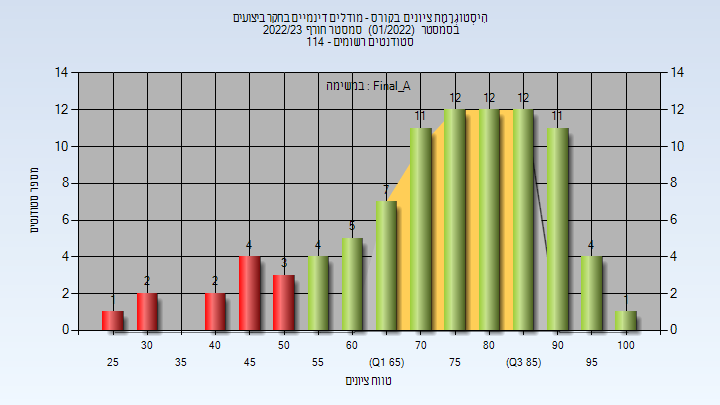 היסטוגרמת ציונים בקורס - מודלים דינמיים בחקר ביצועים
בסמסטר (01/2022) סמסטר חורף 2022/23
סטודנטים רשומים - 114
במשימה : Final_A
מספר סטודנטים
14 14
12 12
10 10
8 8
6 6
4 4
2 2
0 0
1 2 2 4 3 4 5 7 11 12 12 12 11 4 1
30 40 50 60 70 80 90 100
25 35 45 55 (Q1 65) 75 (Q3 85) 95
טווח ציונים